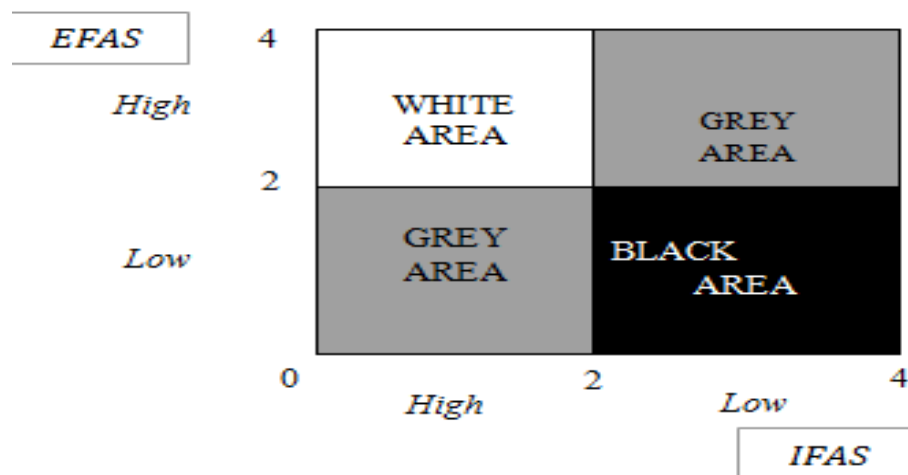 EFAS
4
High
WHITE
AREA
GREY
AREA
2
Low
GREY
AREA
BLACK
AREA
0
2
4
High
Low
IFAS